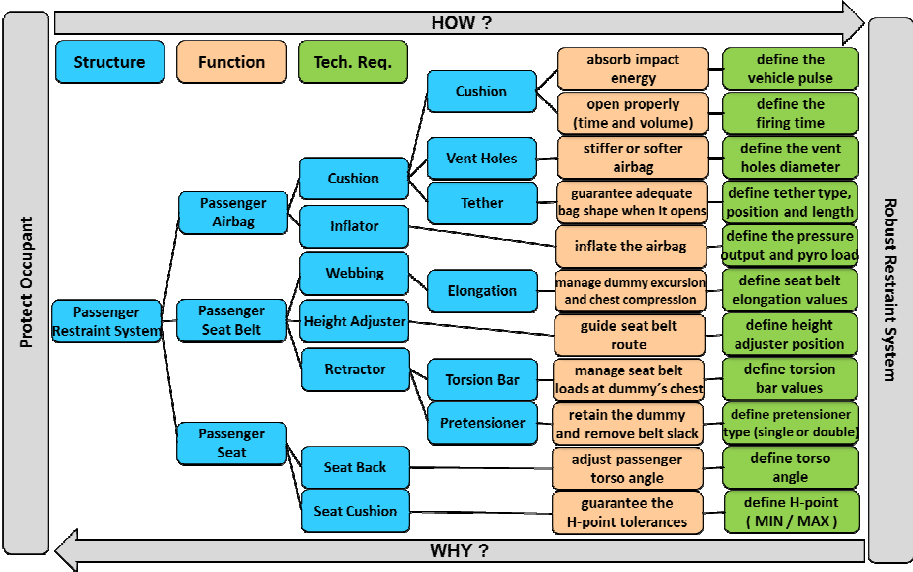 HOW ?
Structure
Function
Tech. Req.
Protect Occupant
Passenger
Restraint System
Passenger
Airbag
Passenger
Seat Belt
Passenger
Seat
Cushion
Inflator
Webbing
Height Adjuster
Retractor
Seat Back
Seat Cushion
Cushion
Vent Holes
Tether
Elongation
Torsion Bar
Pretensioner
absorb impact
energy
define the
vehicle pulse
open properly
(time and volume)
define the
firing time
stiffer or softer
airbag
define the vent
holes diameter
guarantee adequate
bag shape when It opens
define tether type,
position and length
inflate the airbag
define the pressure
output and pyro load
manage dummy excursion
and chest compression
define seat belt
elongation values
guide seat belt
route
define height
adjuster position
manage seat belt
loads at dummy´s chest
define torsion
bar values
retain the dummy
and remove belt slack
define pretensioner
type (single or double)
adjust passenger
torso angle
define torso
angle
guarantee the
H-point tolerances
define H-point
( MIN / MAX )
Robust Restraint System
WHY ?